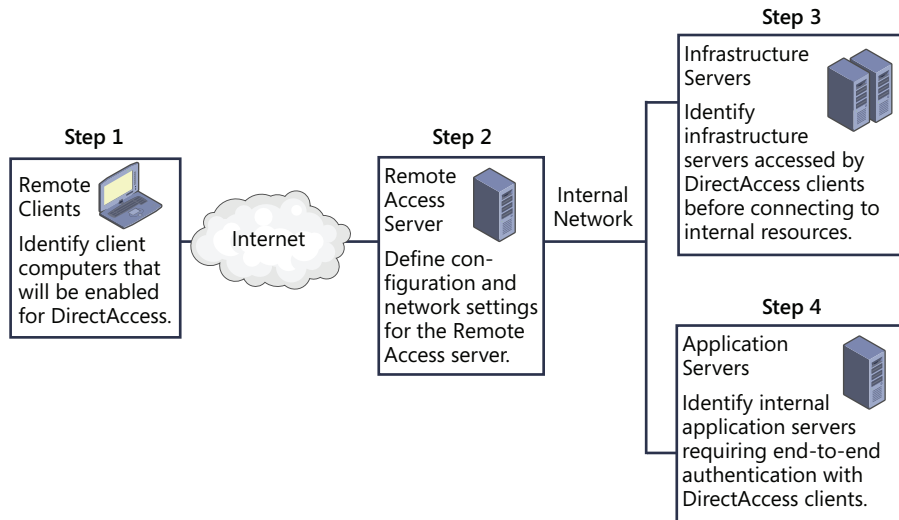 Step 1
Remote
Clients
Identify client
computers that
will be enabled
for DirectAccess.
Internet
Step 2
Remote
Access
Server
Define con-
figuration and
network settings
for the Remote
Access server.
Internal
Network
Step 3
Infrastructure
Servers
Identify
infrastructure
servers accessed by
DirectAccess clients
before connecting to
internal resources.
Step 4
Application
Servers
Identify internal
application servers
requiring end-to-end
authentication with
DirectAccess clients.